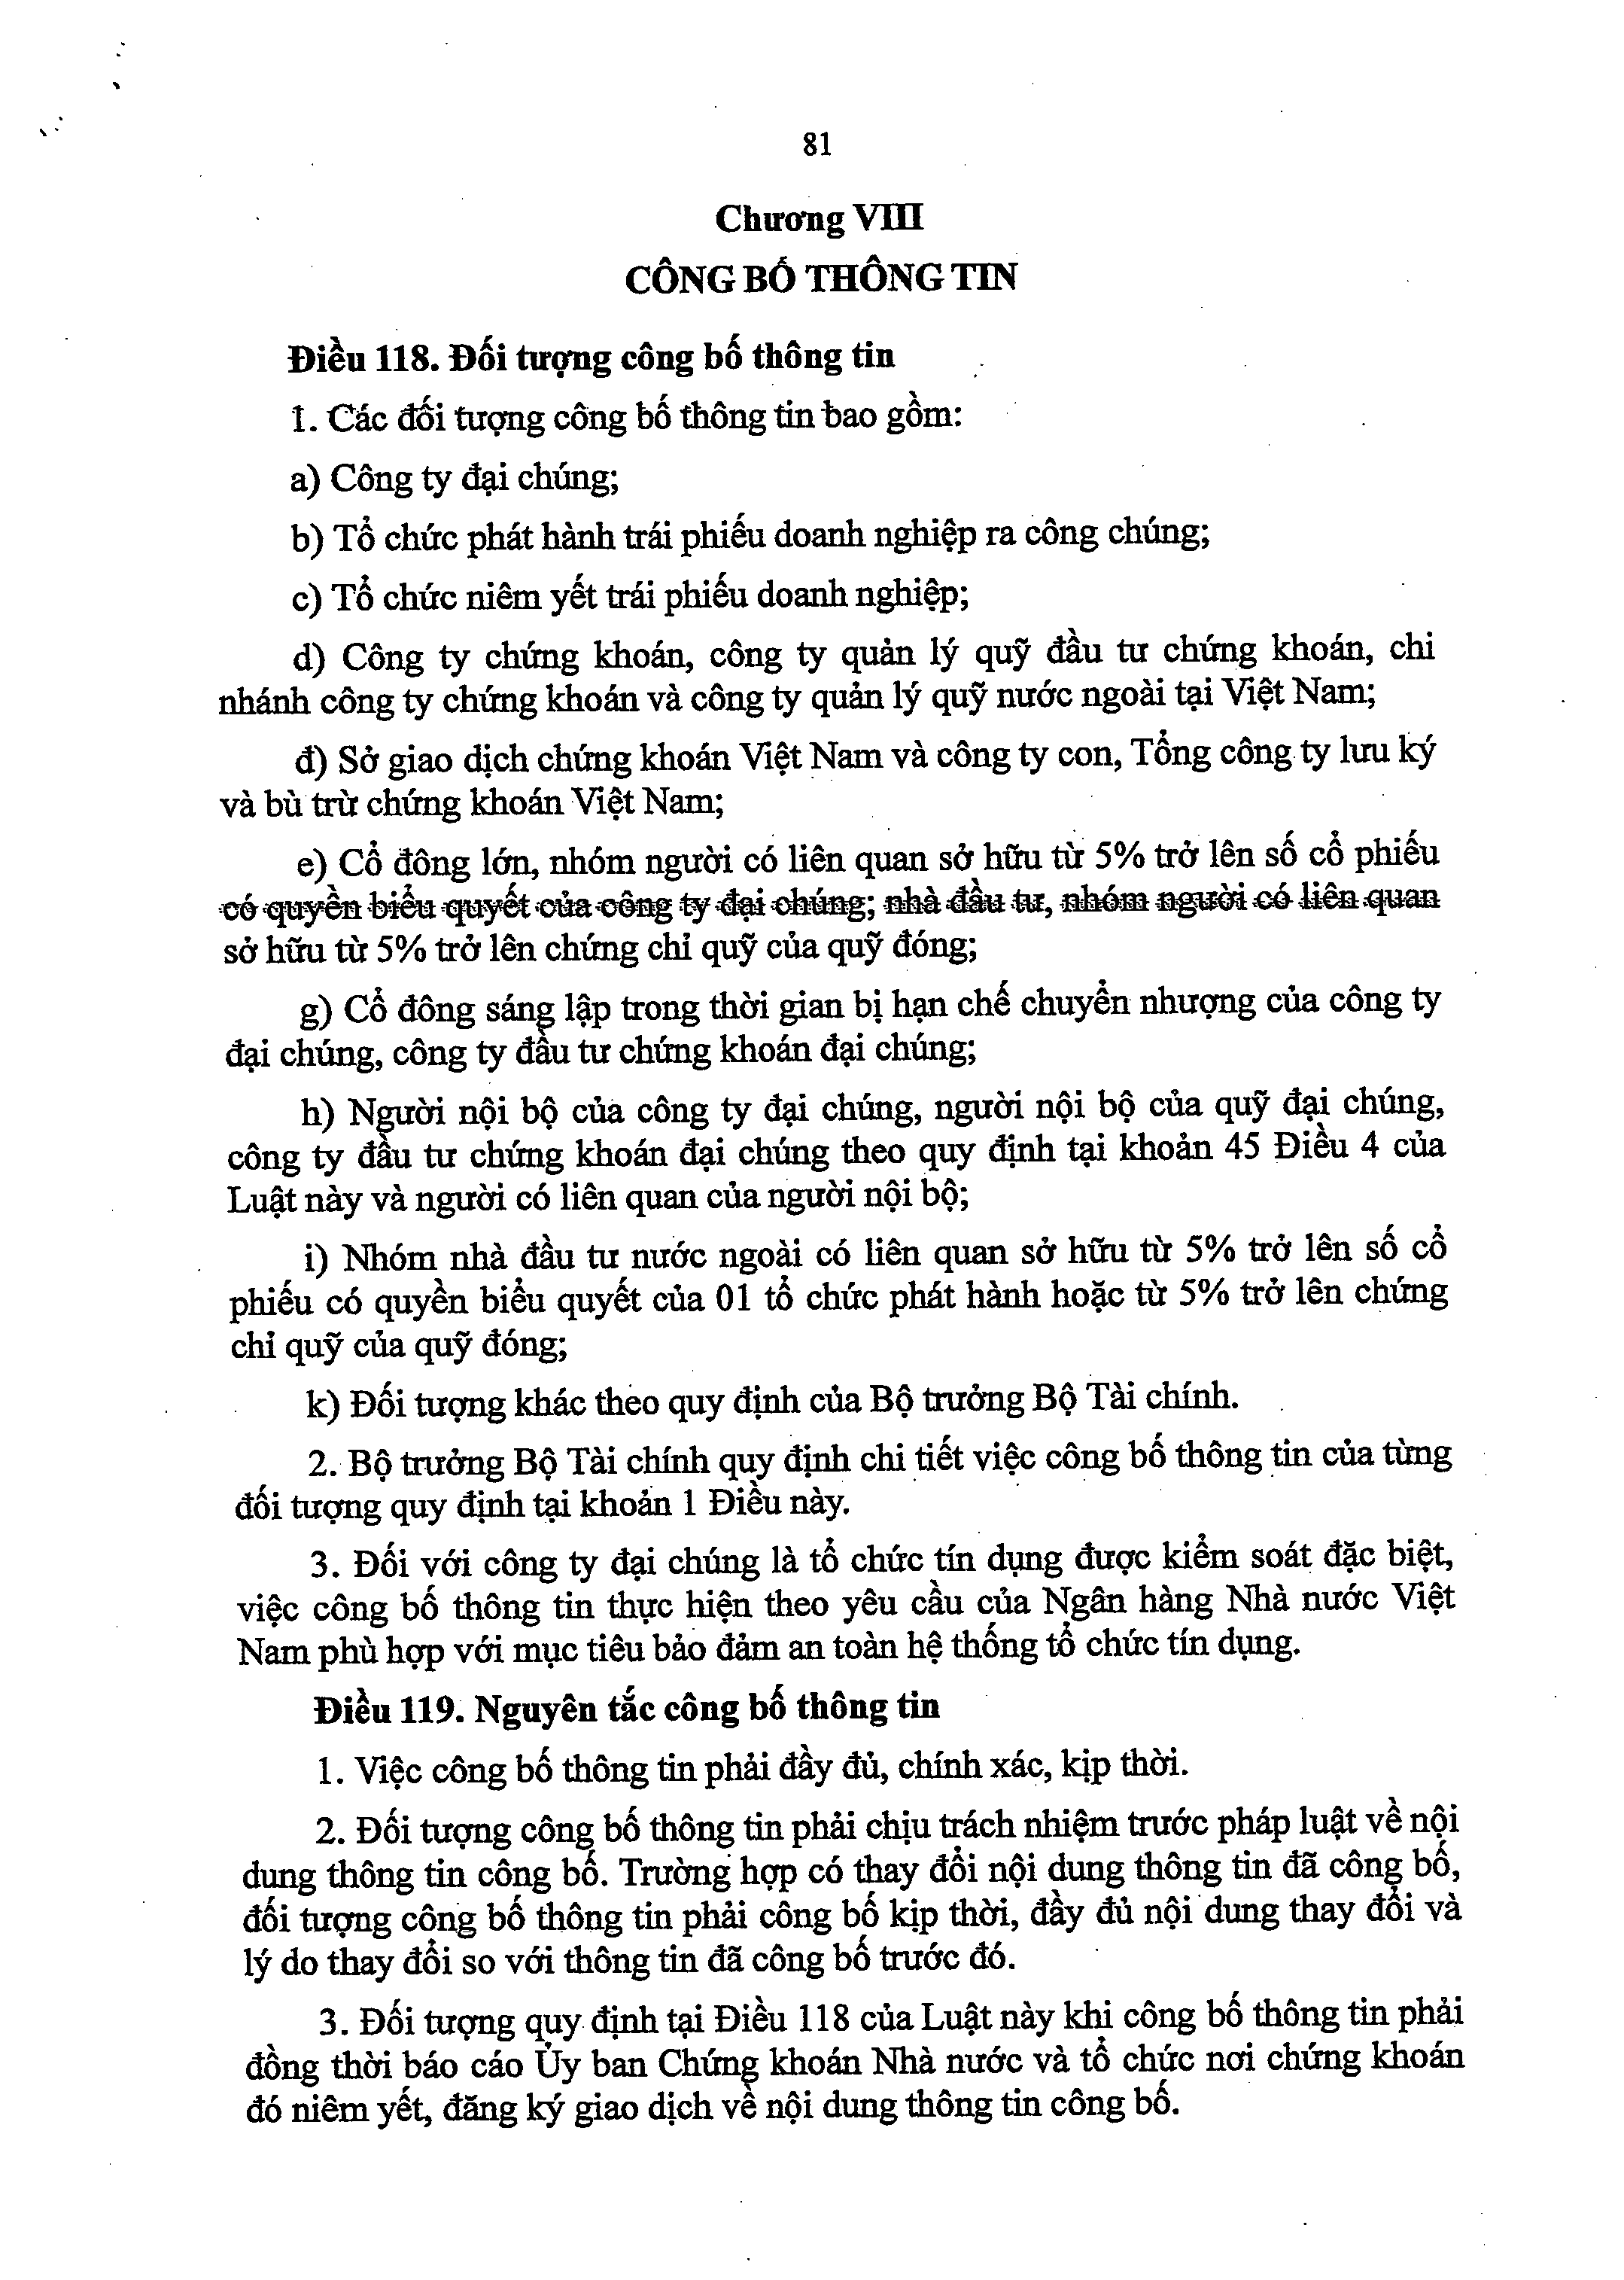 81
Chương VIII
CÔNG BỐ THÔNG TIN
Điều 118. Đối tượng công bố thông tin
1. Các đối tượng công bố thông tin bao gồm:
a) Công ty đại chúng;
b) Tổ chức phát hành trái phiếu doanh nghiệp ra công chúng;
c) Tổ chức niêm yết trái phiếu doanh nghiệp;
d) Công ty chứng khoán, công ty quản lý quỹ đầu tư chứng khoán, chi
nhánh công ty chứng khoán và công ty quản lý quỹ nước ngoài tại Việt Nam;
đ) Sở giao dịch chứng khoán Việt Nam và công ty con, Tổng công ty lưu ký
và bù trừ chứng khoán Việt Nam;
e) Cổ đông lớn, nhóm người có liên quan sở hữu từ 5% trở lên số cổ phiếu
có quyền biểu quyết của công ty đại chúng; nhà đầu tư, nhóm người có liên quan
sở hữu từ 5% trở lên chứng chỉ quỹ của quỹ đóng;
g) Cổ đông sáng lập trong thời gian bị hạn chế chuyển nhượng của công ty
đại chúng, công ty đầu tư chứng khoán đại chúng;
h) Người nội bộ của công ty đại chúng, người nội bộ của quỹ đại chúng,
công ty đầu tư chứng khoán đại chúng theo quy định tại khoản 45 Điều 4 của
Luật này và người có liên quan của người nội bộ;
i) Nhóm nhà đầu tư nước ngoài có liên quan sở hữu từ 5% trở lên số cổ
phiếu có quyền biểu quyết của 01 tổ chức phát hành hoặc từ 5% trở lên chứng
chỉ quỹ của quỹ đóng;
k) Đối tượng khác theo quy định của Bộ trưởng Bộ Tài chính.
2. Bộ trưởng Bộ Tài chính quy định chi tiết việc công bố thông tin của từng
đối tượng quy định tại khoản 1 Điều này.
3. Đối với công ty đại chúng là tổ chức tín dụng được kiểm soát đặc biệt,
việc công bố thông tin thực hiện theo yêu cầu của Ngân hàng Nhà nước Việt
Nam phù hợp với mục tiêu bảo đảm an toàn hệ thống tổ chức tín dụng.
Điều 119. Nguyên tắc công bố thông tin
1. Việc công bố thông tin phải đầy đủ, chính xác, kịp thời.
2. Đối tượng công bố thông tin phải chịu trách nhiệm trước pháp luật về nội
dung thông tin công bố. Trường hợp có thay đổi nội dung thông tin đã công bố,
đối tượng công bố thông tin phải công bố kịp thời, đầy đủ nội dung thay đổi và
lý do thay đổi so với thông tin đã công bố trước đó.
3. Đối tượng quy định tại Điều 118 của Luật này khi công bố thông tin phải
đồng thời báo cáo Ủy ban Chứng khoán Nhà nước và tổ chức nơi chứng khoán
đó niêm yết, đăng ký giao dịch về nội dung thông tin công bố.